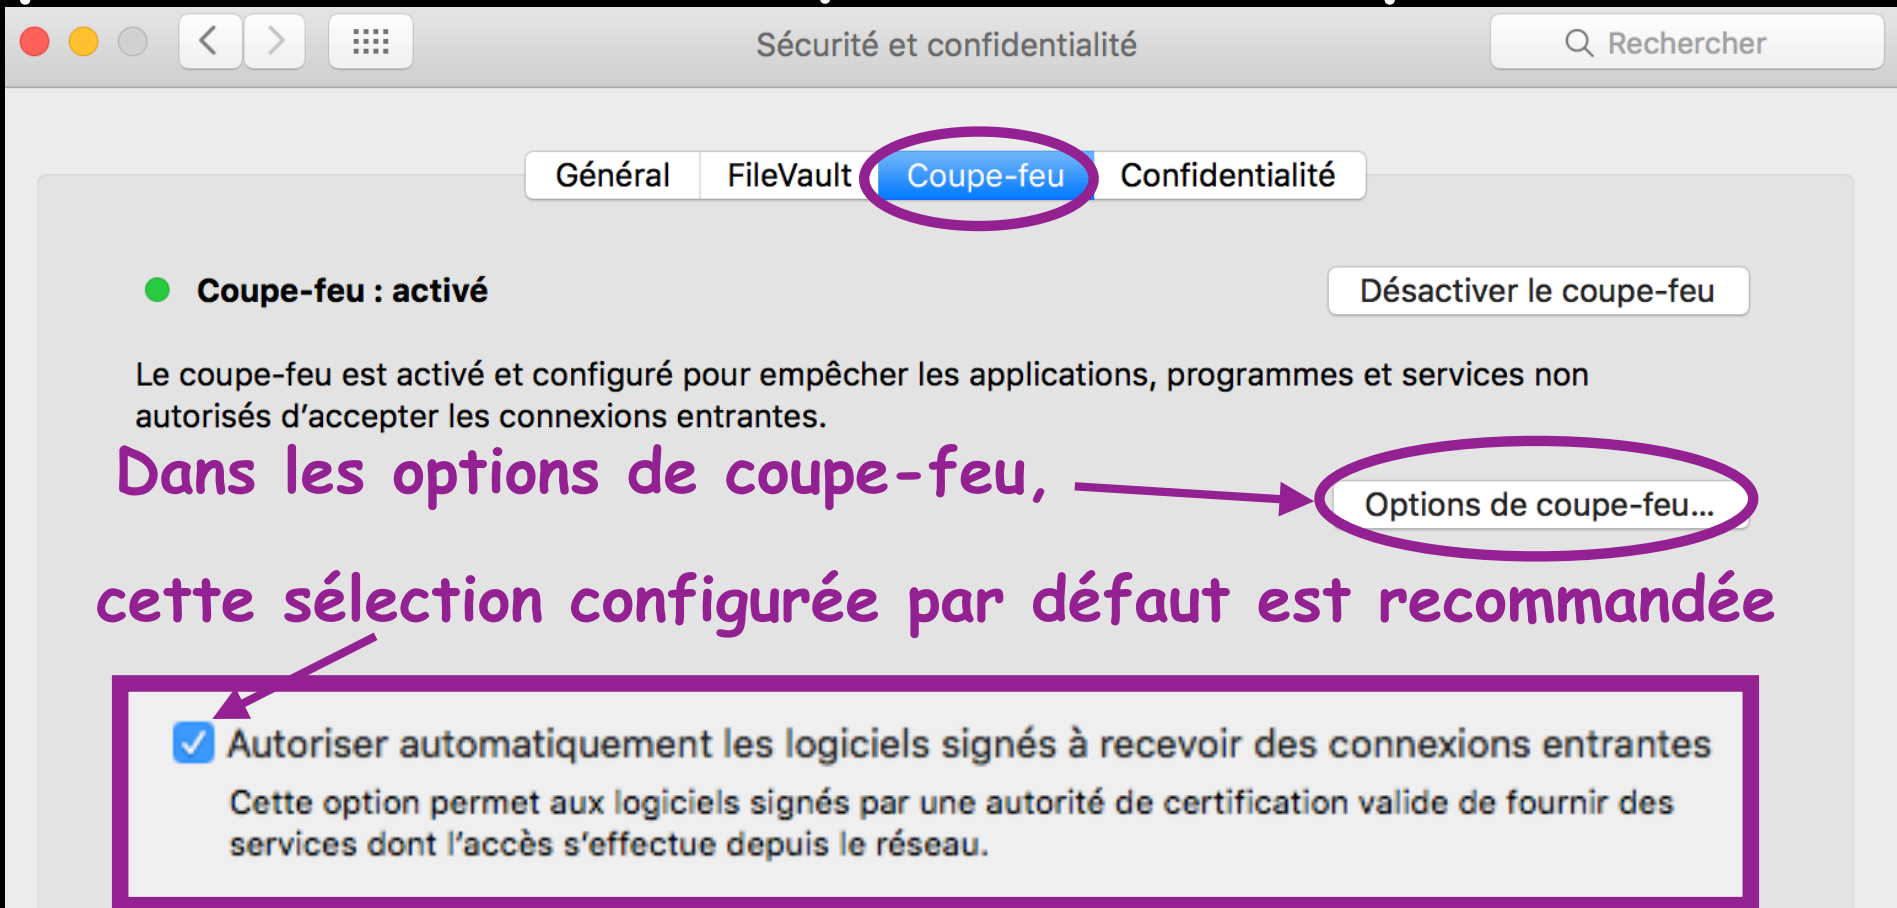 Sécurité et confidentialité
Rechercher
Général FileVault Coupe-feu Confidentialité
Coupe-feu : activé
Désactiver le coupe-feu
Le coupe-feu est activé et configuré pour empêcher les applications, programmes et services non
autorisés d’accepter les connexions entrantes.
Dans les options de coupe-feu,
Options de coupe-feu...
cette sélection configurée par défaut est recommandée
Autoriser automatiquement les logiciels signés à recevoir des connexions entrantes
Cette option permet aux logiciels signés par une autorité de certification valide de fournir des
services dont l’accès s’effectue depuis le réseau.